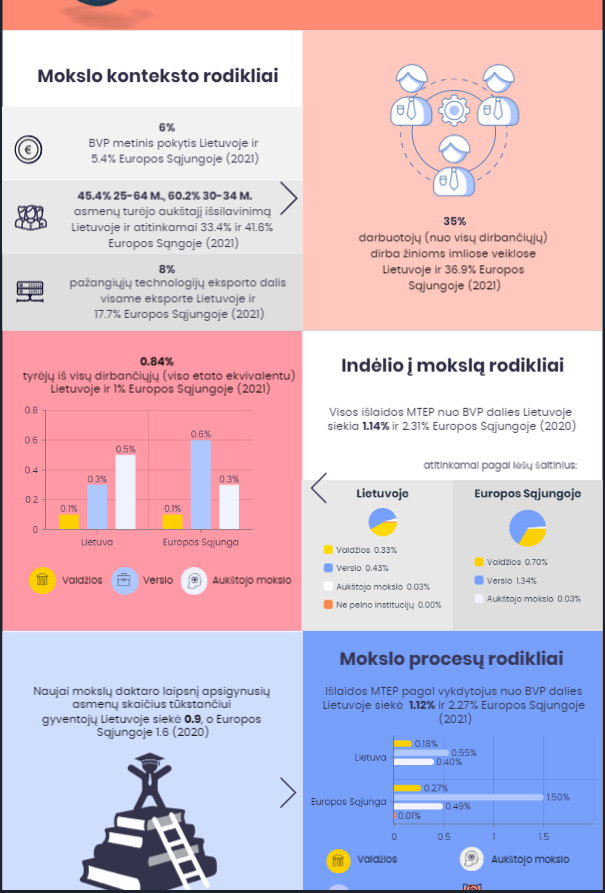 Mokslo konteksto rodikliai
6%
BVP metinis pokytis Lietuvoje ir
5.4% Europos Sąjungoje (2021)
45.4% 25-64 M., 60.2% 30-34 M.
asmenų turėjo aukštąjį išsilavinimą
Lietuvoje ir atitinkamai 33.4% ir 41.6%
Europos Sąngoje (2021)
8%
pažangiųjų technologijų eksporto dalis
visame eksporte Lietuvoje ir
17.7% Europos Sąjungoje (2021)
35%
darbuotojų (nuo visų dirbančiųjų)
dirba žinioms imliose veiklose
Lietuvoje ir 36.9% Europos
Sąjungoje (2021)
0.84%
tyrėjų iš visų dirbančiųjų (viso etato ekvivalentu)
Lietuvoje ir 1% Europos Sąjungoje (2021)
0.8
0.6
0.4
0.2
0
0.1%
0.3%
0.5%
0.1%
0.6%
0.3%
Lietuva
Europos Sąjunga
Valdžios
Verslo
Aukštojo mokslo
Indėlio į mokslą rodikliai
Visos išlaidos MTEP nuo BVP dalies Lietuvoje
siekia 1.14% ir 2.31% Europos Sąjungoje (2020)
atitinkamai pagal lėšų šaltinius:
Lietuvoje
Valdžios 0.33%
Verslo 0.43%
Aukštojo mokslo 0.03%
Ne pelno institucijų 0.00%
Europos Sąjungoje
Valdžios 0.70%
Verslo 1.34%
Aukštojo mokslo 0.03%
Naujai mokslų daktaro laipsnį apsigynusių
asmenų skaičius tūkstančiui
gyventojų Lietuvoje siekė 0.9, o Europos
Sąjungoje 1.6 (2020)
Mokslo procesų rodikliai
Išlaidos MTEP pagal vykdytojus nuo BVP dalies
Lietuvoje siekė 1.12% ir 2.27% Europos Sąjungoje
(2021)
Lietuva
0.18%
0.55%
0.40%
Europos Sąjunga
0.27%
1.50%
0.49%
0.01%
0
0.5
1
1.5
Valdžios
Aukštojo mokslo